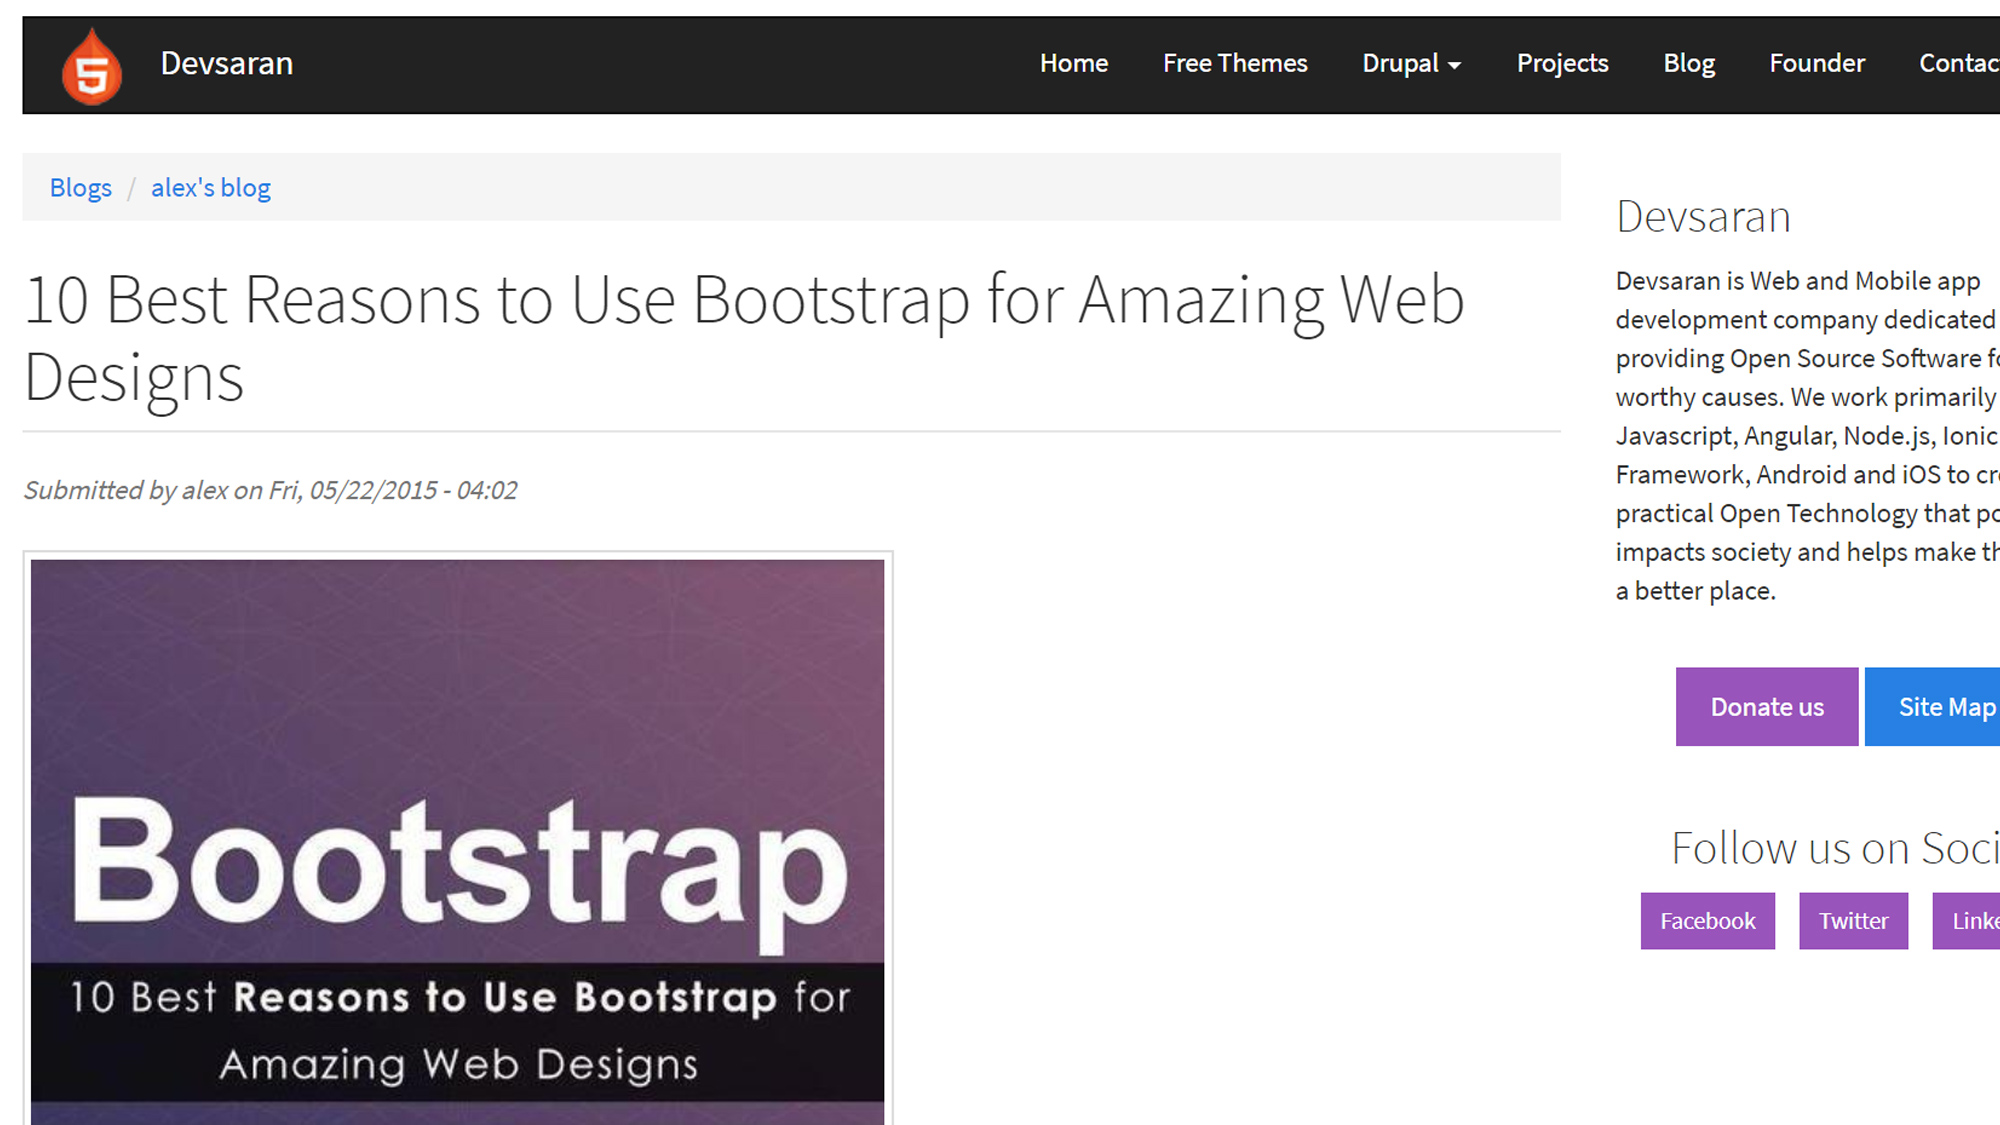 5
Devsaran
Home Free Themes Drupal Projects Blog Founder Contac
Blogs / alex's blog
10 Best Reasons to Use Bootstrap for Amazing Web
Designs
Submitted by alex on Fri, 05/22/2015 - 04:02
Bootstrap
10 Best Reasons to Use Bootstrap for
Amazing Web Designs
Devsaran
Devsaran is Web and Mobile app
development company dedicated
providing Open Source Software fo
worthy causes. We work primarily
Javascript, Angular, Node.js, Ionic
Framework, Android and iOS to cre
practical Open Technology that po
impacts society and helps make th
a better place.
Donate us Site Map
Follow us on Soci
Facebook Twitter Linke